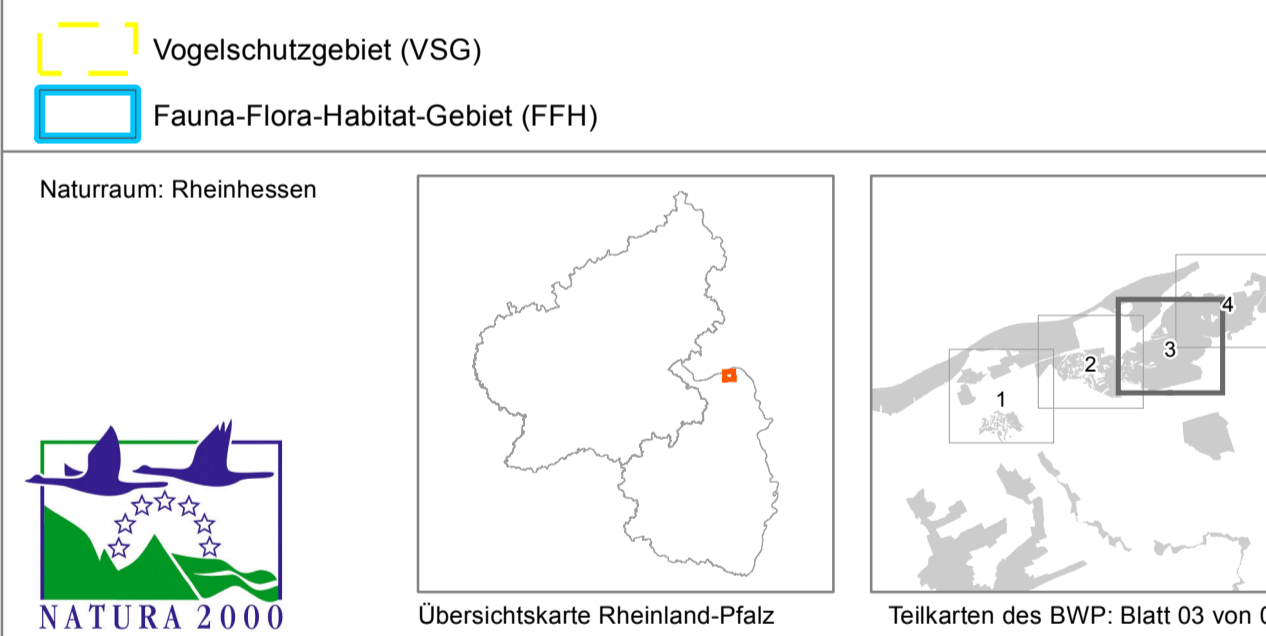 Vogelschutzgebiet (VSG)
Fauna-Flora-Habitat-Gebiet (FFH)
Naturraum: Rheinhessen
4
3
2
1
NATURA 2000
Übersichtskarte Rheinland-Pfalz
Teilkarten des BWP: Blatt 03 von